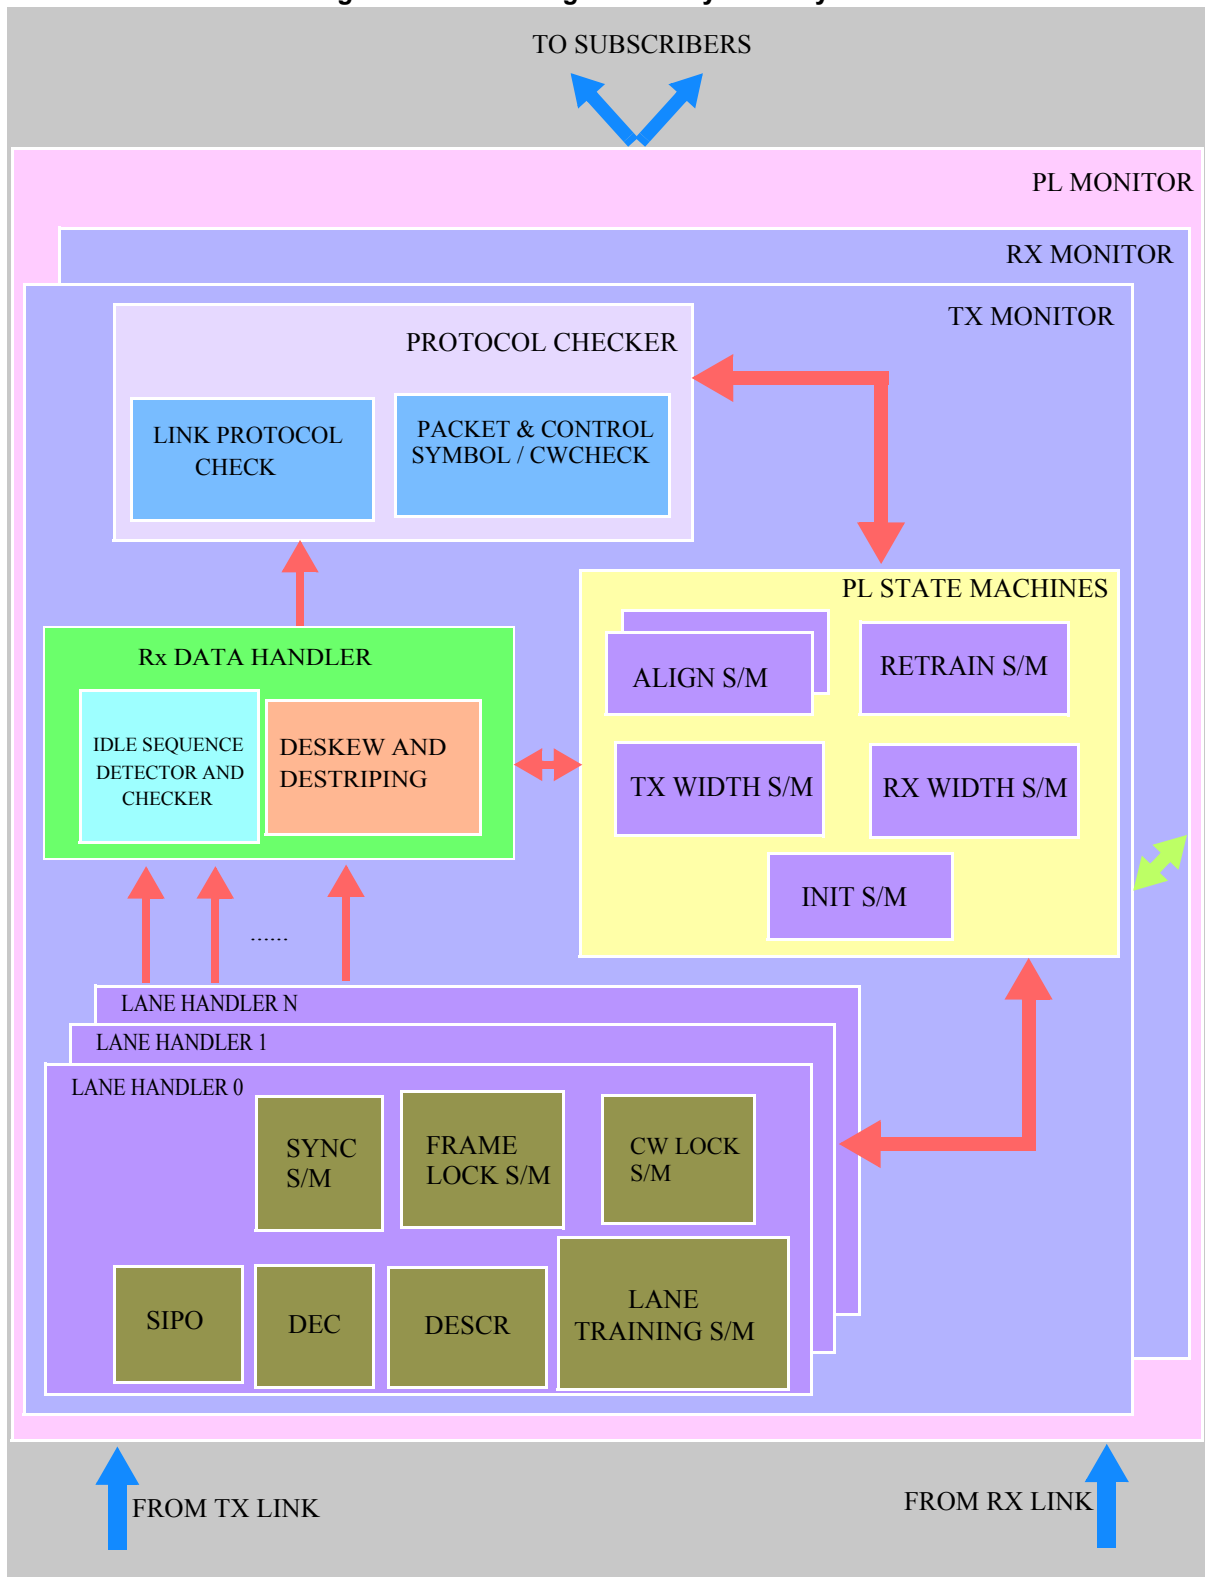 TO SUBSCRIBERS
PL MONITOR
RX MONITOR
TX MONITOR
PROTOCOL CHECKER
LINK PROTOCOL
CHECK
PACKET & CONTROL
SYMBOL / CWCHECK
PL STATE MACHINES
ALIGN S/M
RETRAIN S/M
TX WIDTH S/M
RX WIDTH S/M
INIT S/M
Rx DATA HANDLER
IDLE SEQUENCE
DETECTOR AND
CHECKER
DESKEW AND
DESTRIPING
......
LANE HANDLER N
LANE HANDLER 1
LANE HANDLER 0
SYNC
S/M
FRAME
LOCK S/M
CW LOCK
S/M
SIPO
DEC
DESCR
LANE
TRAINING S/M
FROM TX LINK
FROM RX LINK